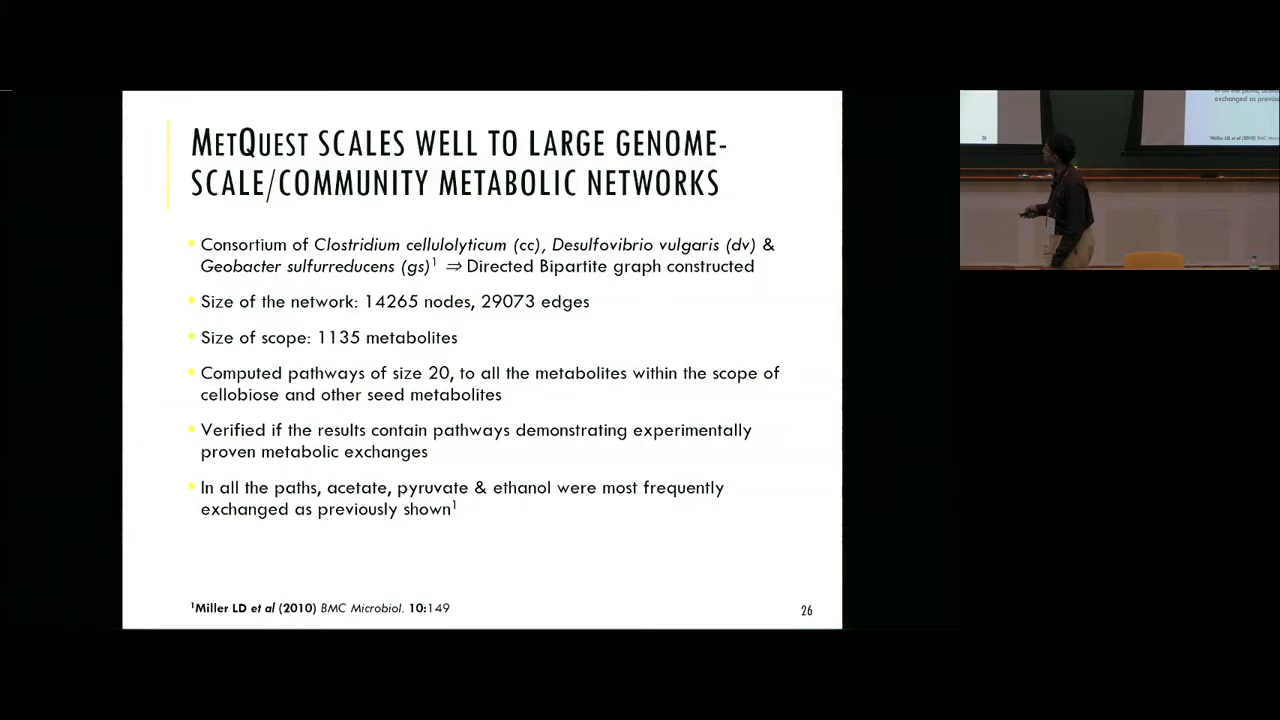 METQUEST SCALES WELL TO LARGE GENOME-
SCALE/COMMUNITY METABOLIC NETWORKS
Consortium of Clostridium cellulolyticum (cc), Desulfovibrio vulgaris (dv) &
Geobacter sulfurreducens (gs)¹ ⇒ Directed Bipartite graph constructed
Size of the network: 14265 nodes, 29073 edges
Size of scope: 1135 metabolites
Computed pathways of size 20, to all the metabolites within the scope of
cellobiose and other seed metabolites
Verified if the results contain pathways demonstrating experimentally
proven metabolic exchanges
In all the paths, acetate, pyruvate & ethanol were most frequently
exchanged as previously shown¹
¹Miller LD et al (2010) BMC Microbiol. 10:149
26